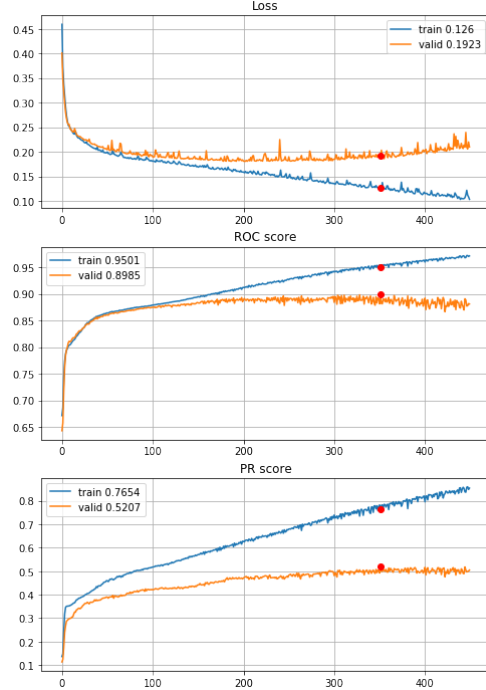 Loss
0.45
0.40
0.35
0.30
0.25
0.20
0.15
0.10
train 0.126
valid 0.1923
0 100 200 300 400
ROC score
0.95
0.90
0.85
0.80
0.75
0.70
0.65
train 0.9501
valid 0.8985
0 100 200 300 400
PR score
0.8
0.7
0.6
0.5
0.4
0.3
0.2
0.1
train 0.7654
valid 0.5207
0 100 200 300 400